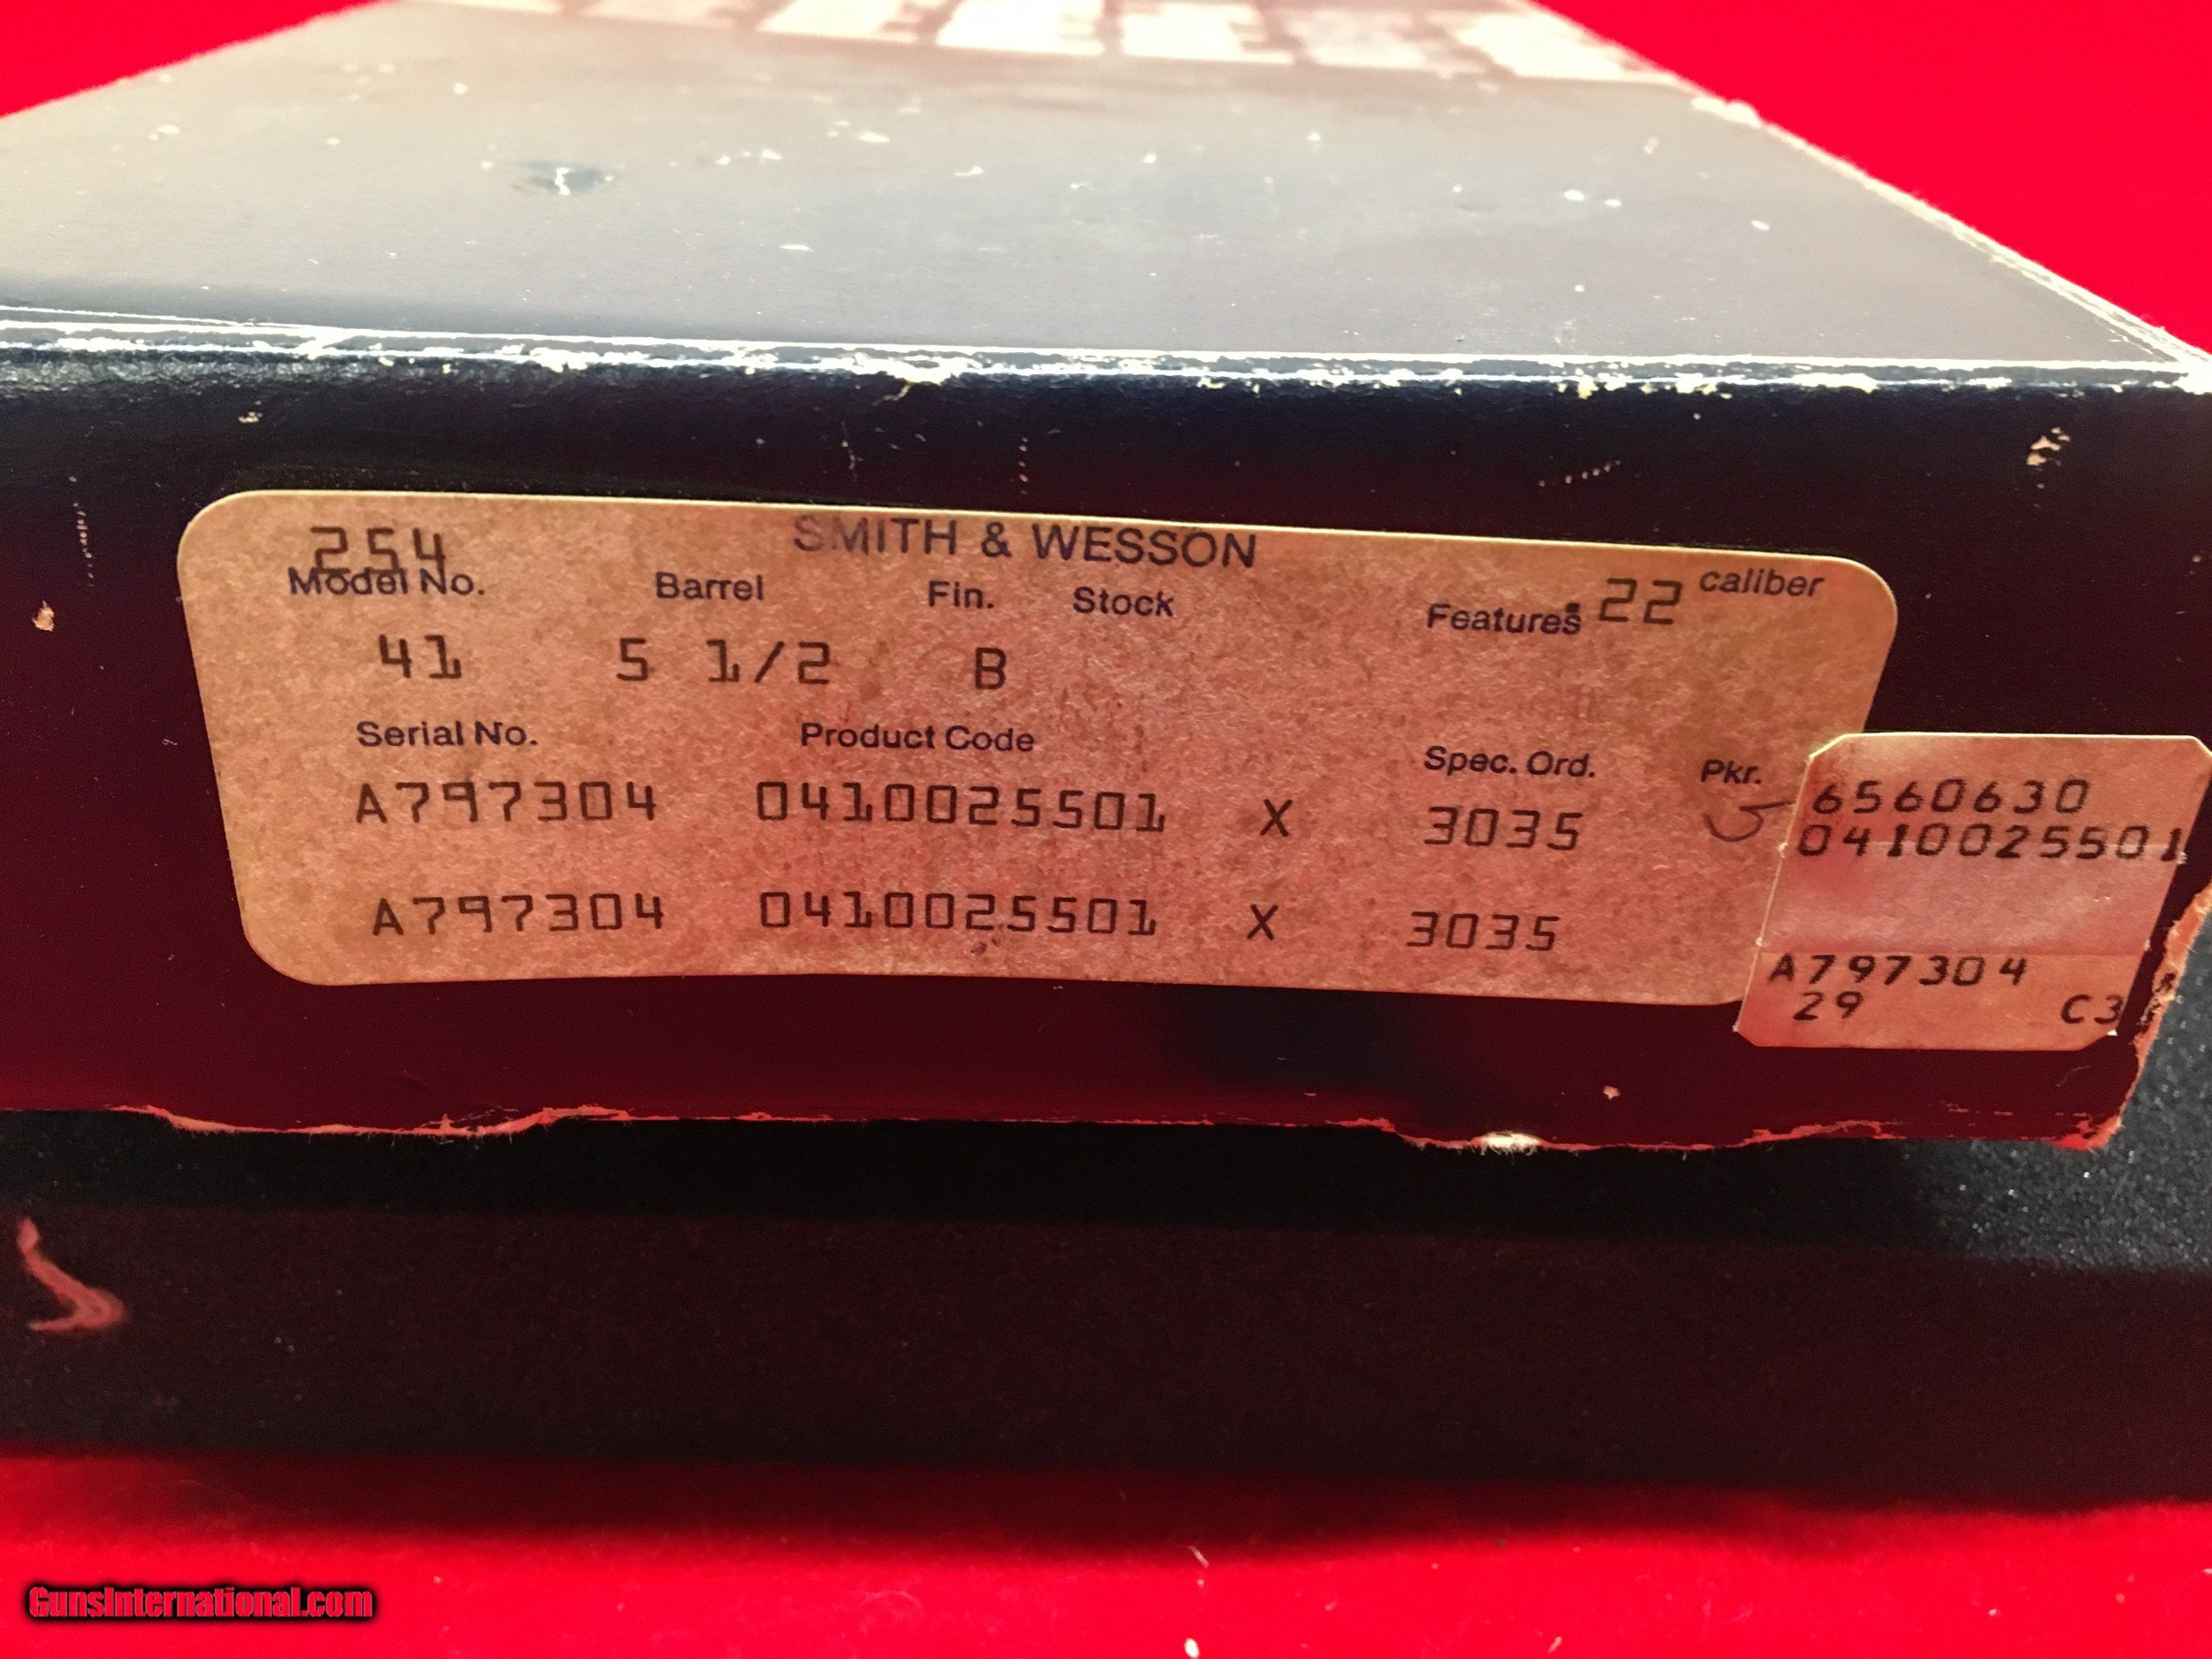 254 SMITH & WESSON
Model No. Barrel Fin. Stock Features 22 caliber
41 5 1/2 B
Serial No. Product Code Spec. Ord. Pkr.
A797304 0410025501 X 3035
A797304 0410025501 X 3035
6560630
0410025501
A797304
29 C3
GunsInternational.com